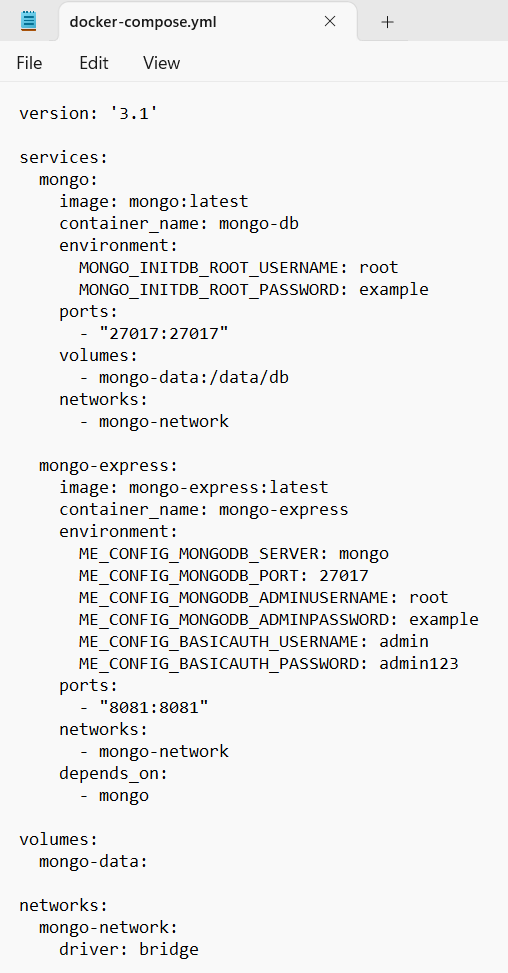 docker-compose.yml
File Edit View
version: '3.1'

services:
  mongo:
    image: mongo:latest
    container_name: mongo-db
    environment:
      MONGO_INITDB_ROOT_USERNAME: root
      MONGO_INITDB_ROOT_PASSWORD: example
    ports:
      - "27017:27017"
    volumes:
      - mongo-data:/data/db
    networks:
      - mongo-network

  mongo-express:
    image: mongo-express:latest
    container_name: mongo-express
    environment:
      ME_CONFIG_MONGODB_SERVER: mongo
      ME_CONFIG_MONGODB_PORT: 27017
      ME_CONFIG_MONGODB_ADMINUSERNAME: root
      ME_CONFIG_MONGODB_ADMINPASSWORD: example
      ME_CONFIG_BASICAUTH_USERNAME: admin
      ME_CONFIG_BASICAUTH_PASSWORD: admin123
    ports:
      - "8081:8081"
    networks:
      - mongo-network
    depends_on:
      - mongo

volumes:
  mongo-data:

networks:
  mongo-network:
    driver: bridge